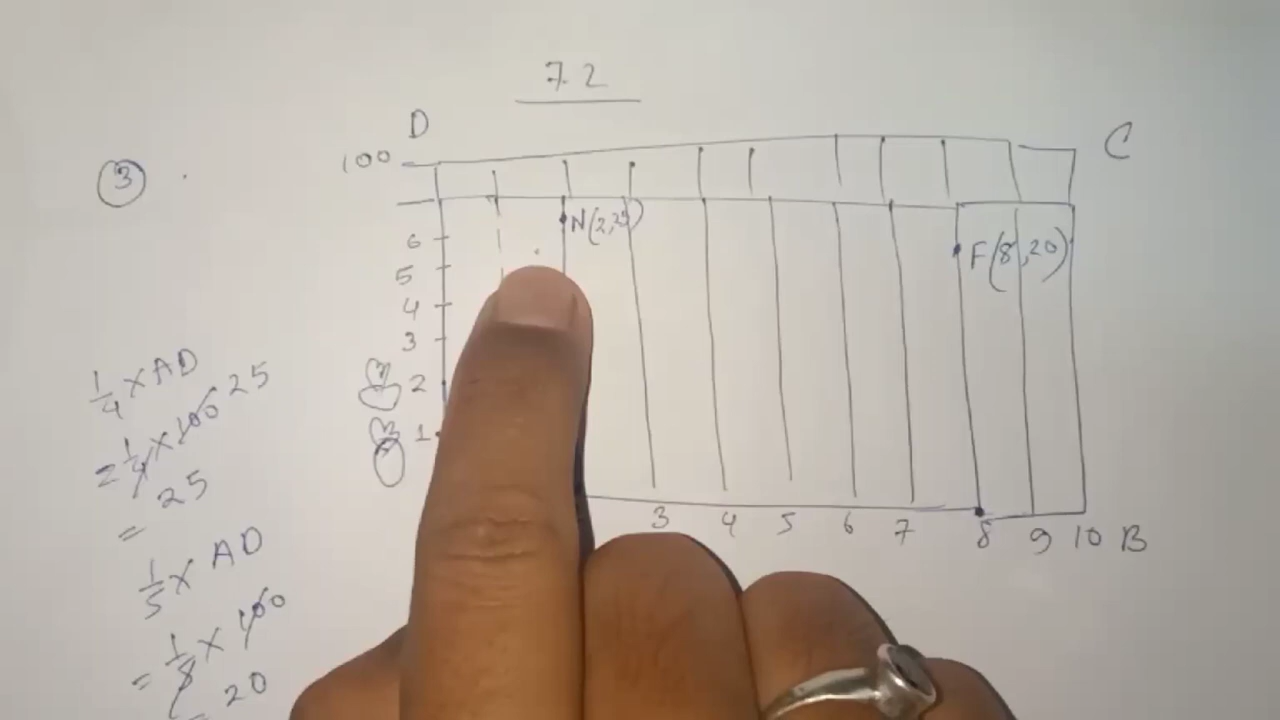 7.2
3
D
C
100
N(2,25)
F(8,20)
6
5
4
3
2
1
3 4 5 6 7 8 9 10 B
1/4 × AD
= 1/4 × 100 25
= 25
1/5 × AD
= 1/5 × 100
= 20